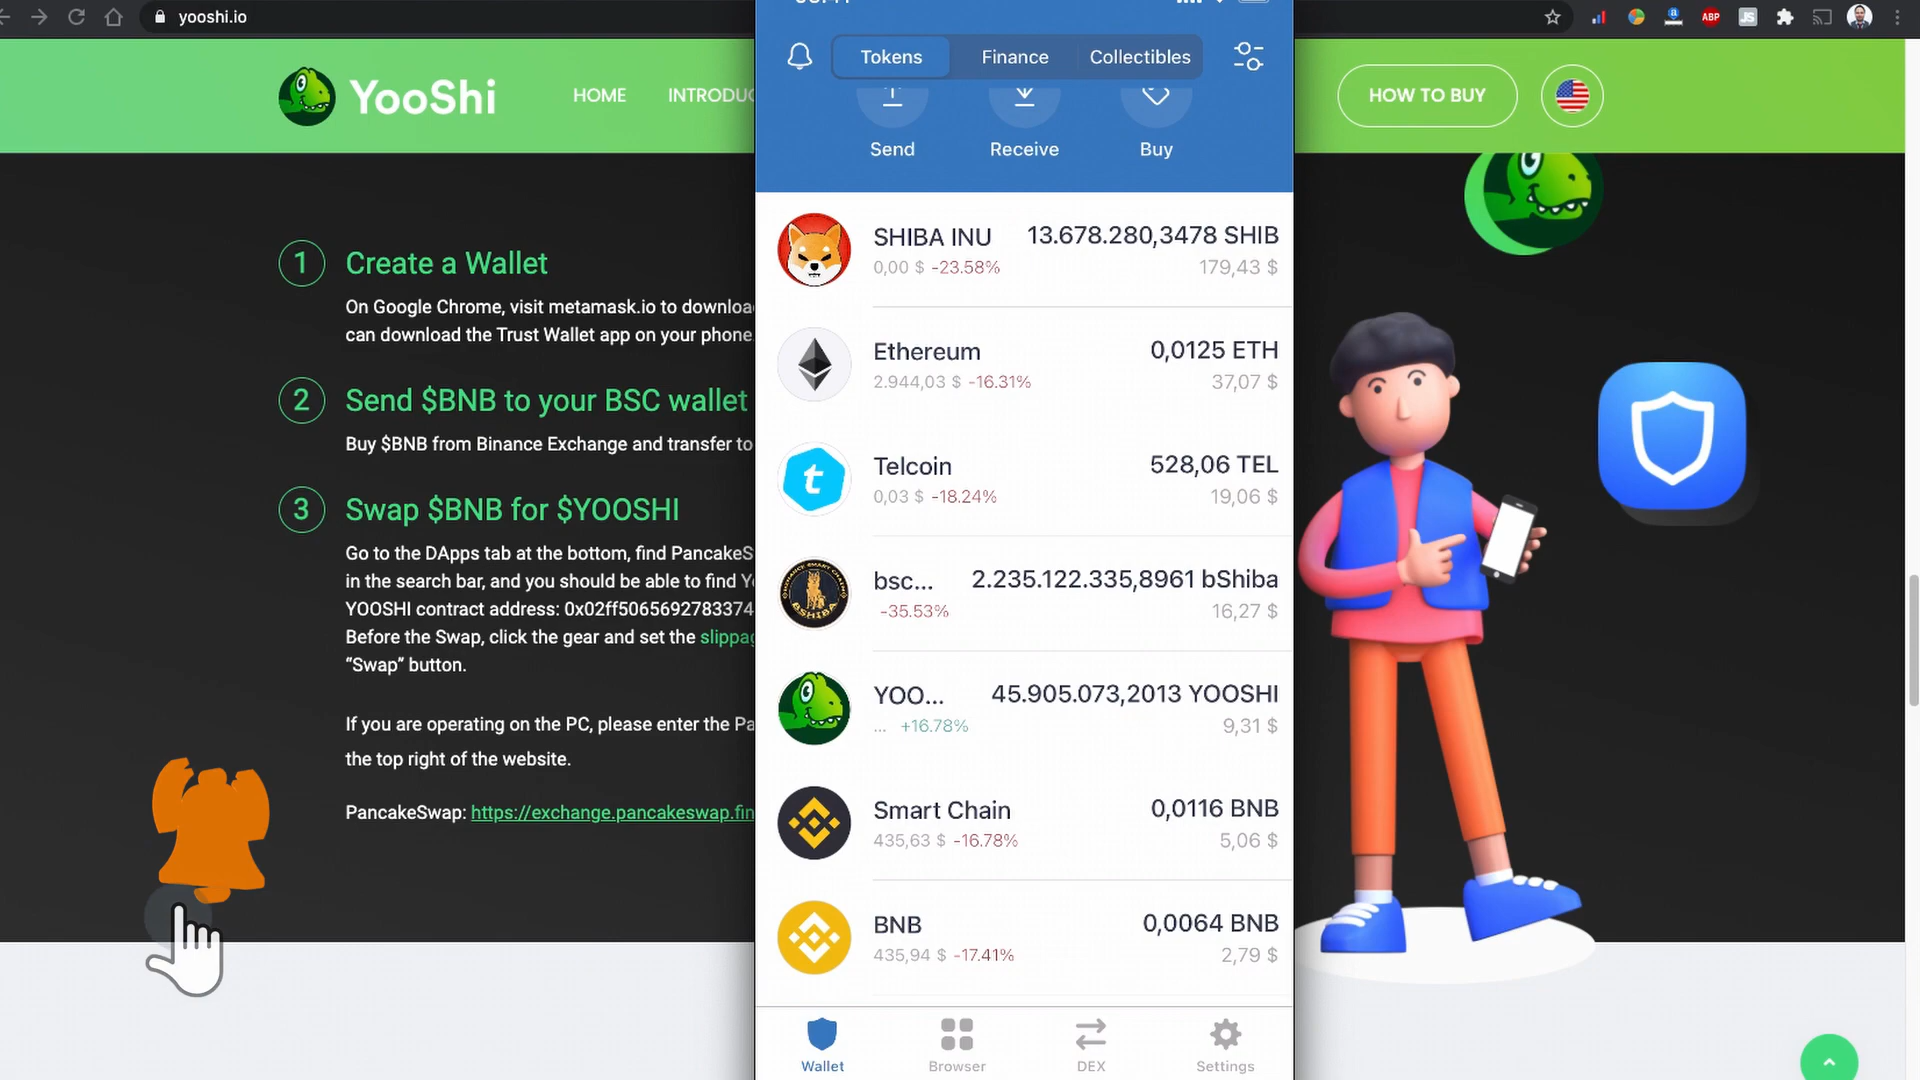 yooshi.io
ABP
JS
YooShi
HOME
HOW TO BUY
Tokens
Finance
Collectibles
Send
Receive
Buy
1
Create a Wallet
On Google Chrome, visit metamask.io to
can download the Trust Wallet app on your phone
2
Send $BNB to your BSC wallet
Buy $BNB from Binance Exchange and transfer to
3
Swap $BNB for $YOOSHI
Go to the DApps tab at the bottom, find
in the search bar, and you should be able to find
YOOSHI contract address: 0x02ff5065692783374
Before the Swap, click the gear and set the
"Swap" button.
If you are operating on the PC, please enter the
the top right of the website.
PancakeSwap: https://exchange.pancakeswap.fin
SHIBA INU
13.678.280,3478 SHIB
0,00 $ -23.58%
179,43 $
Ethereum
0,0125 ETH
2.944,03 $ -16.31%
37,07 $
Telcoin
528,06 TEL
0,03 $ -18.24%
19,06 $
BSHIBA
bsc...
2.235.122.335,8961 bShiba
-35.53%
16,27 $
YOO...
45.905.073,2013 YOOSHI
... +16.78%
9,31 $
Smart Chain
0,0116 BNB
435,63 $ -16.78%
5,06 $
BNB
0,0064 BNB
435,94 $ -17.41%
2,79 $
Wallet
Browser
DEX
Settings